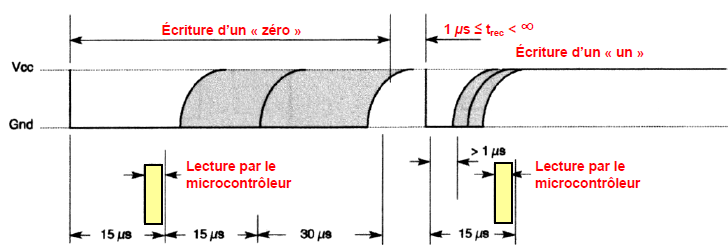 Écriture d’un « zéro »
1 µs ≤ trec < ∞
Écriture d’un « un »
Vcc
Gnd
> 1 µs
Lecture par le
microcontrôleur
Lecture par le
microcontrôleur
15 µs
15 µs
30 µs
15 µs